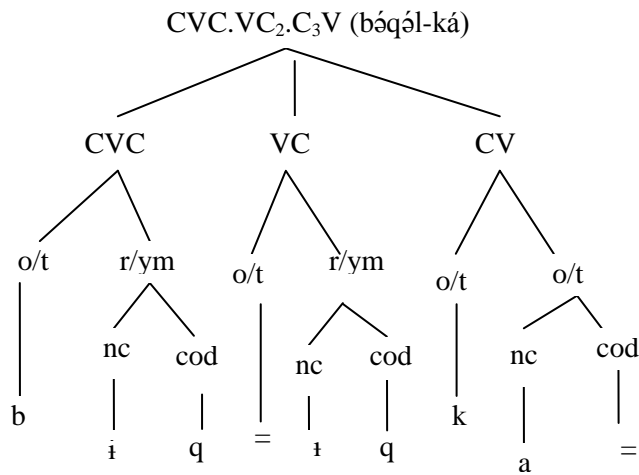 CVC.VC₂.C₃V (bə́qə́l-ká)
CVC VC CV
o/t r/ym o/t r/ym o/t o/t
nc cod nc cod nc cod
b ɨ q = ɨ q k a =